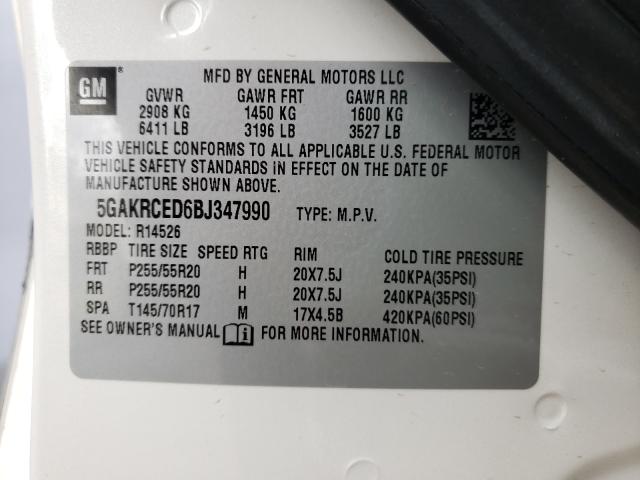 GM ®
MFD BY GENERAL MOTORS LLC
GVWR GAWR FRT GAWR RR
2908 KG 1450 KG 1600 KG
6411 LB 3196 LB 3527 LB
THIS VEHICLE CONFORMS TO ALL APPLICABLE U.S. FEDERAL MOTOR
VEHICLE SAFETY STANDARDS IN EFFECT ON THE DATE OF
MANUFACTURE SHOWN ABOVE.
5GAKRCED6BJ347990 TYPE: M.P.V.
MODEL: R14526
RBBP TIRE SIZE SPEED RTG RIM COLD TIRE PRESSURE
FRT P255/55R20 H 20X7.5J 240KPA(35PSI)
RR P255/55R20 H 20X7.5J 240KPA(35PSI)
SPA T145/70R17 M 17X4.5B 420KPA(60PSI)
SEE OWNER'S MANUAL FOR MORE INFORMATION.